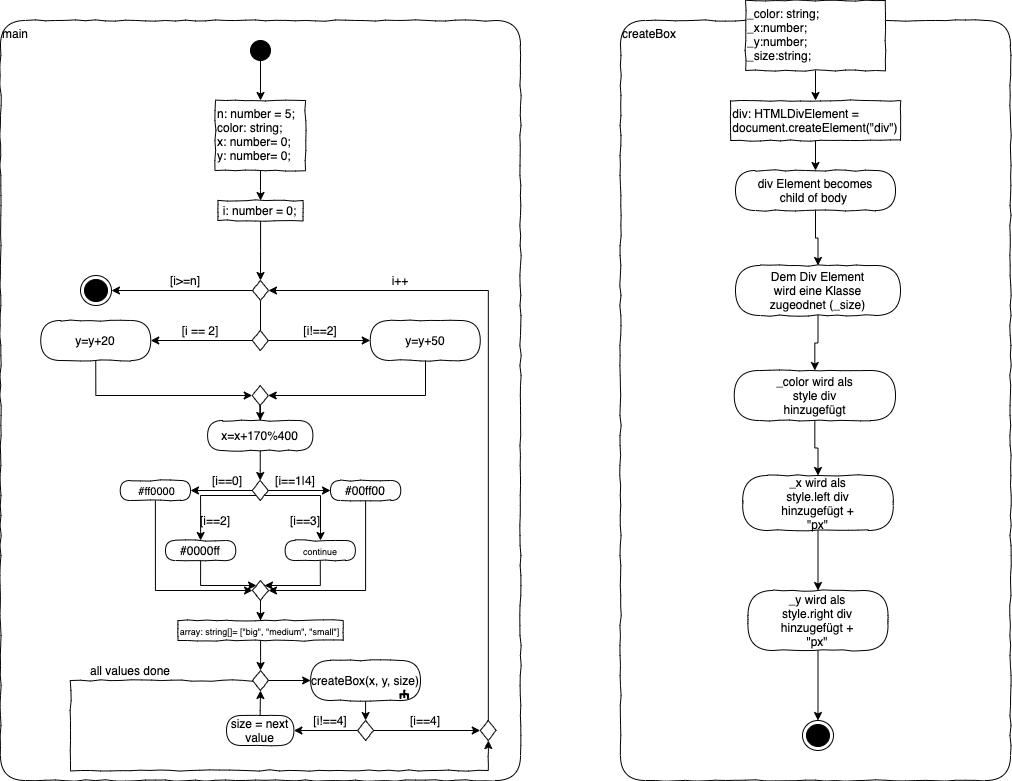 main
n: number = 5;
color: string;
x: number= 0;
y: number= 0;
i: number = 0;
[i>=n]
i++
[i == 2]
[i!==2]
y=y+20
y=y+50
x=x+170%400
[i==0]
[i==1|4]
#ff0000
#00ff00
[i==2]
[i==3]
#0000ff
continue
array: string[]= ["big", "medium", "small"]
all values done
createBox(x, y, size)
size = next
value
[i!==4]
[i==4]
createBox
_color: string;
_x:number;
_y:number;
_size:string;
div: HTMLDivElement =
document.createElement("div")
div Element becomes
child of body
Dem Div Element
wird eine Klasse
zugeodnet (_size)
_color wird als
style div
hinzugefügt
_x wird als
style.left div
hinzugefügt +
"px"
_y wird als
style.right div
hinzugefügt +
"px"